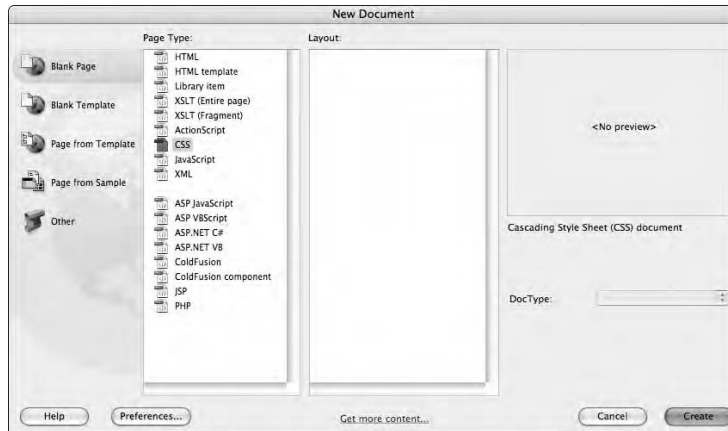 New Document
Blank Page
Blank Template
Page from Template
Page from Sample
Other
Page Type:
HTML
HTML template
Library item
XSLT (Entire page)
XSLT (Fragment)
ActionScript
CSS
JavaScript
XML
ASP JavaScript
ASP VBScript
ASP.NET C#
ASP.NET VB
ColdFusion
ColdFusion component
JSP
PHP
Layout:
<No preview>
Cascading Style Sheet (CSS) document
DocType:
Help
Preferences...
Get more content...
Cancel
Create